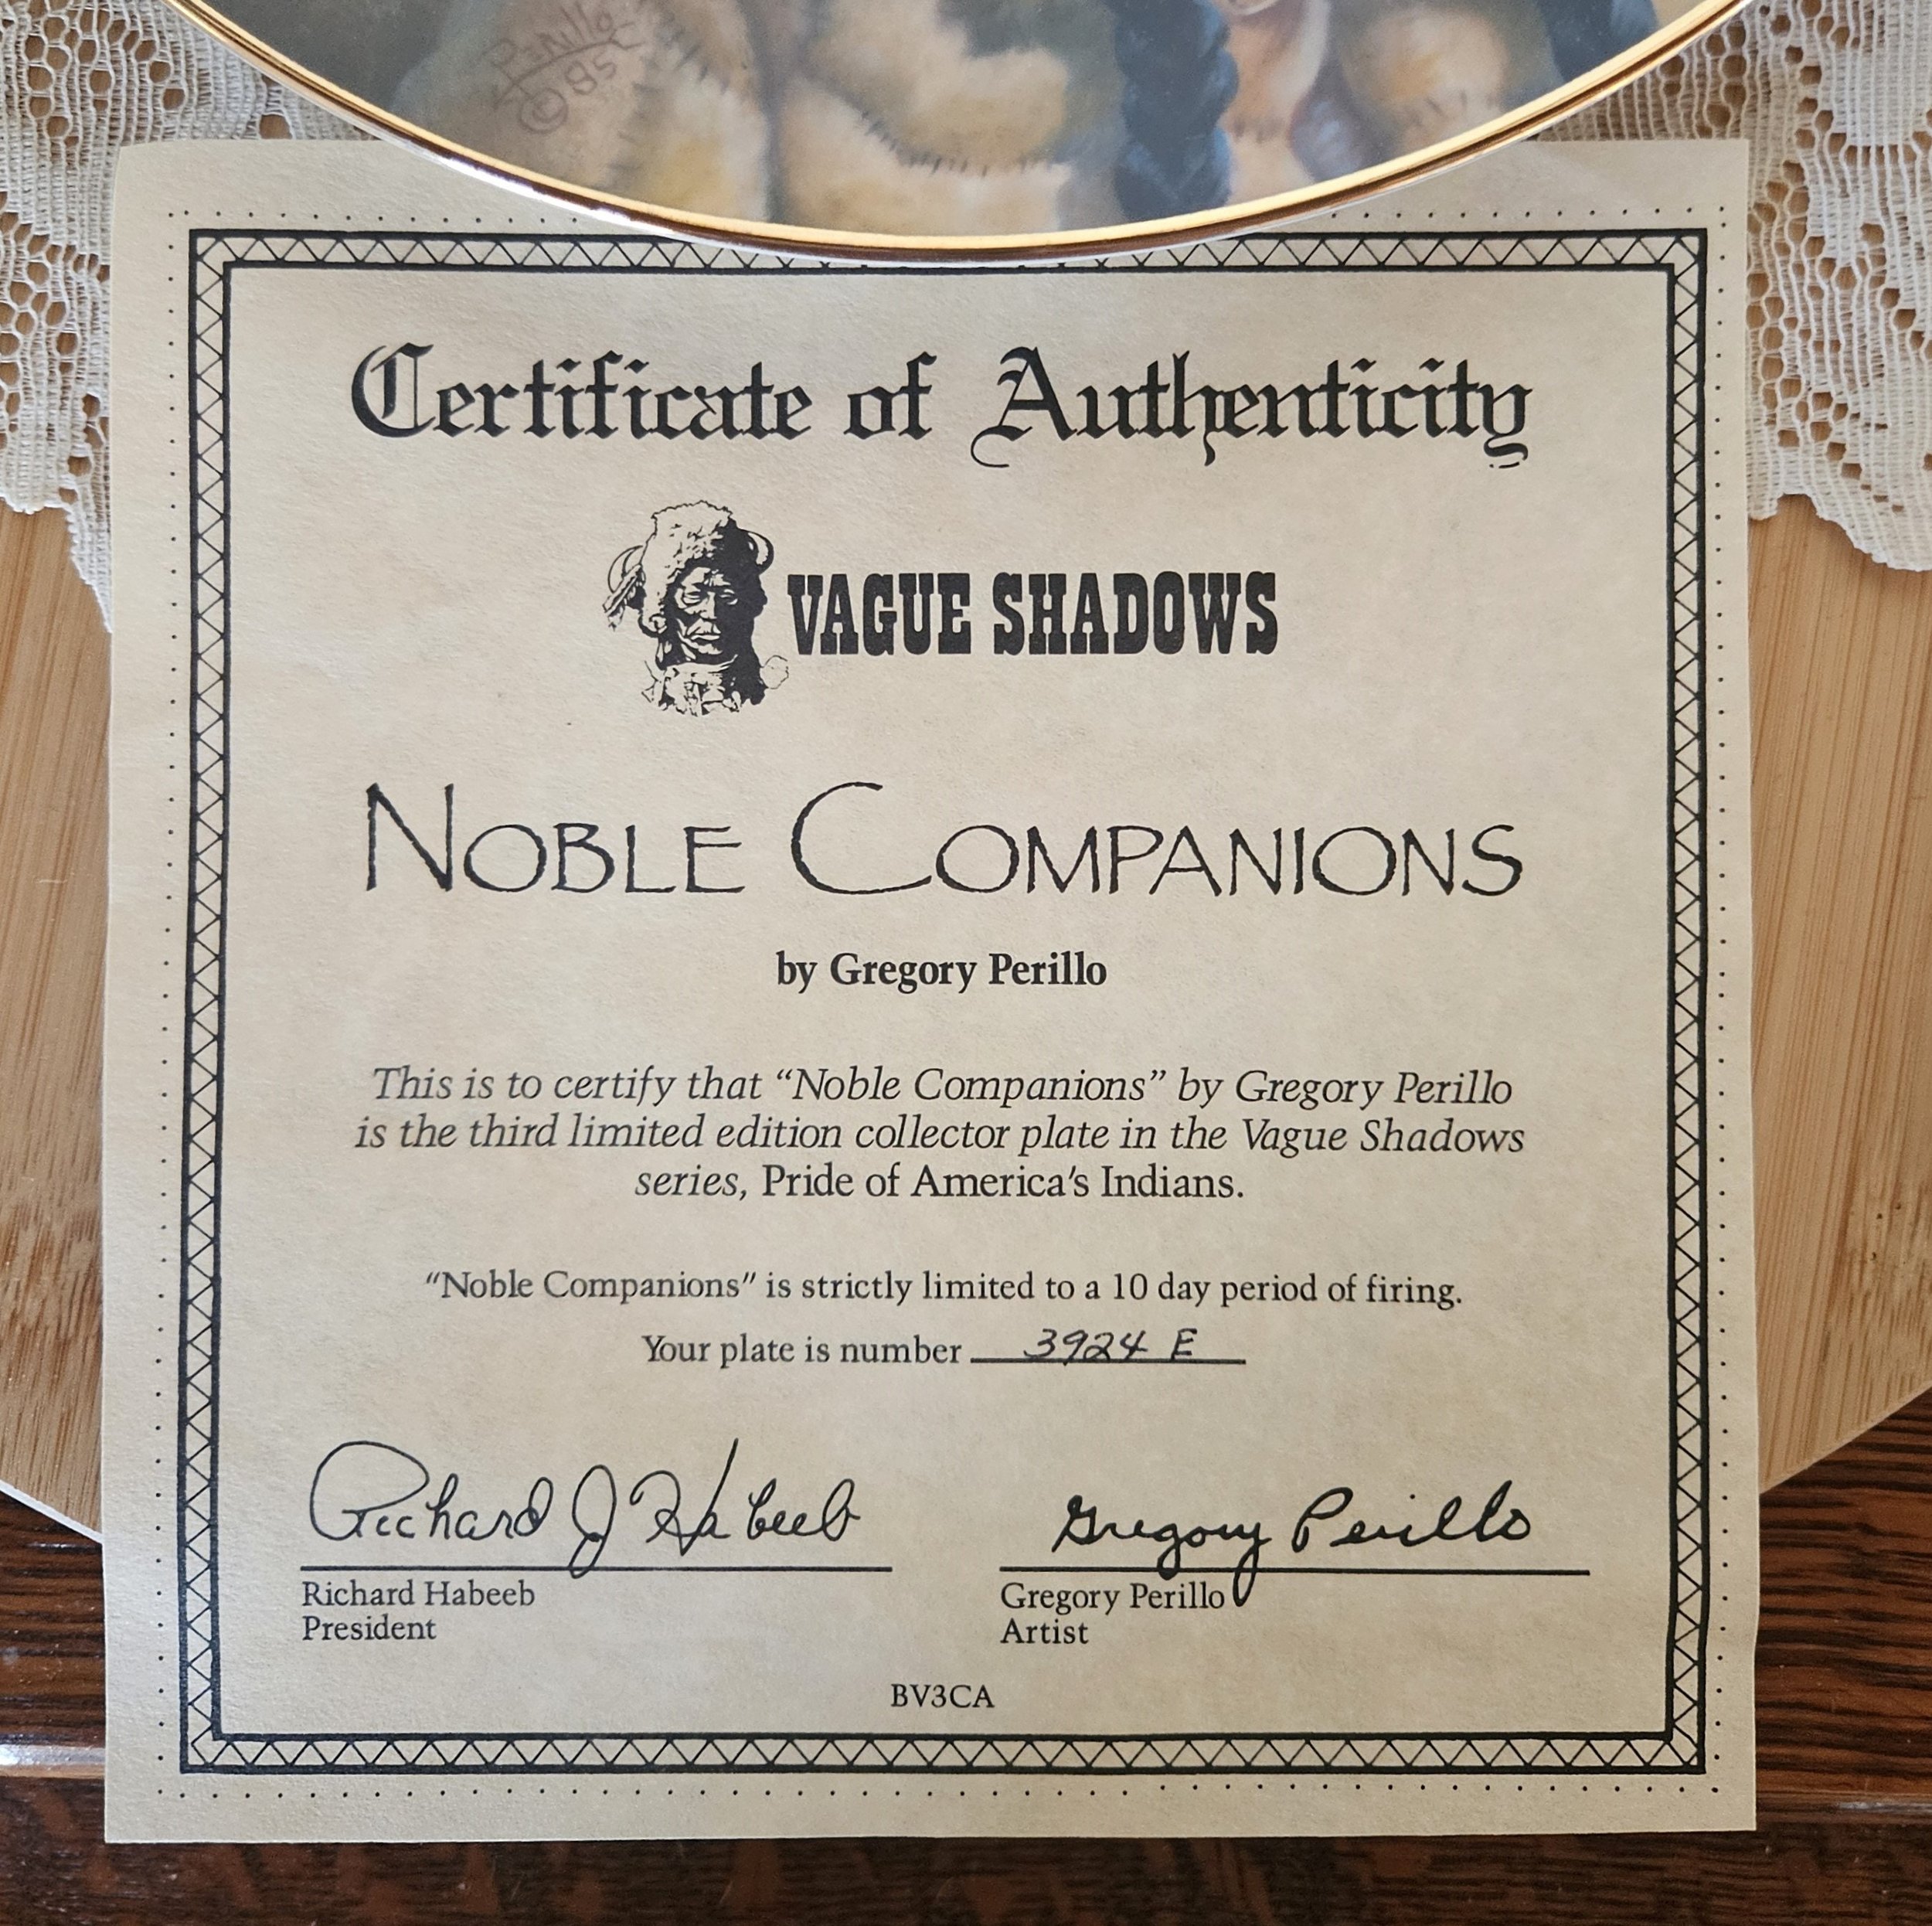 Perillo
© 85
Certificate of Authenticity
VAGUE SHADOWS
NOBLE COMPANIONS
by Gregory Perillo
This is to certify that “Noble Companions” by Gregory Perillo
is the third limited edition collector plate in the Vague Shadows
series, Pride of America’s Indians.
“Noble Companions” is strictly limited to a 10 day period of firing.
Your plate is number 3924 E
Richard J Habeeb Gregory Perillo
Richard Habeeb Gregory Perillo
President Artist
BV3CA